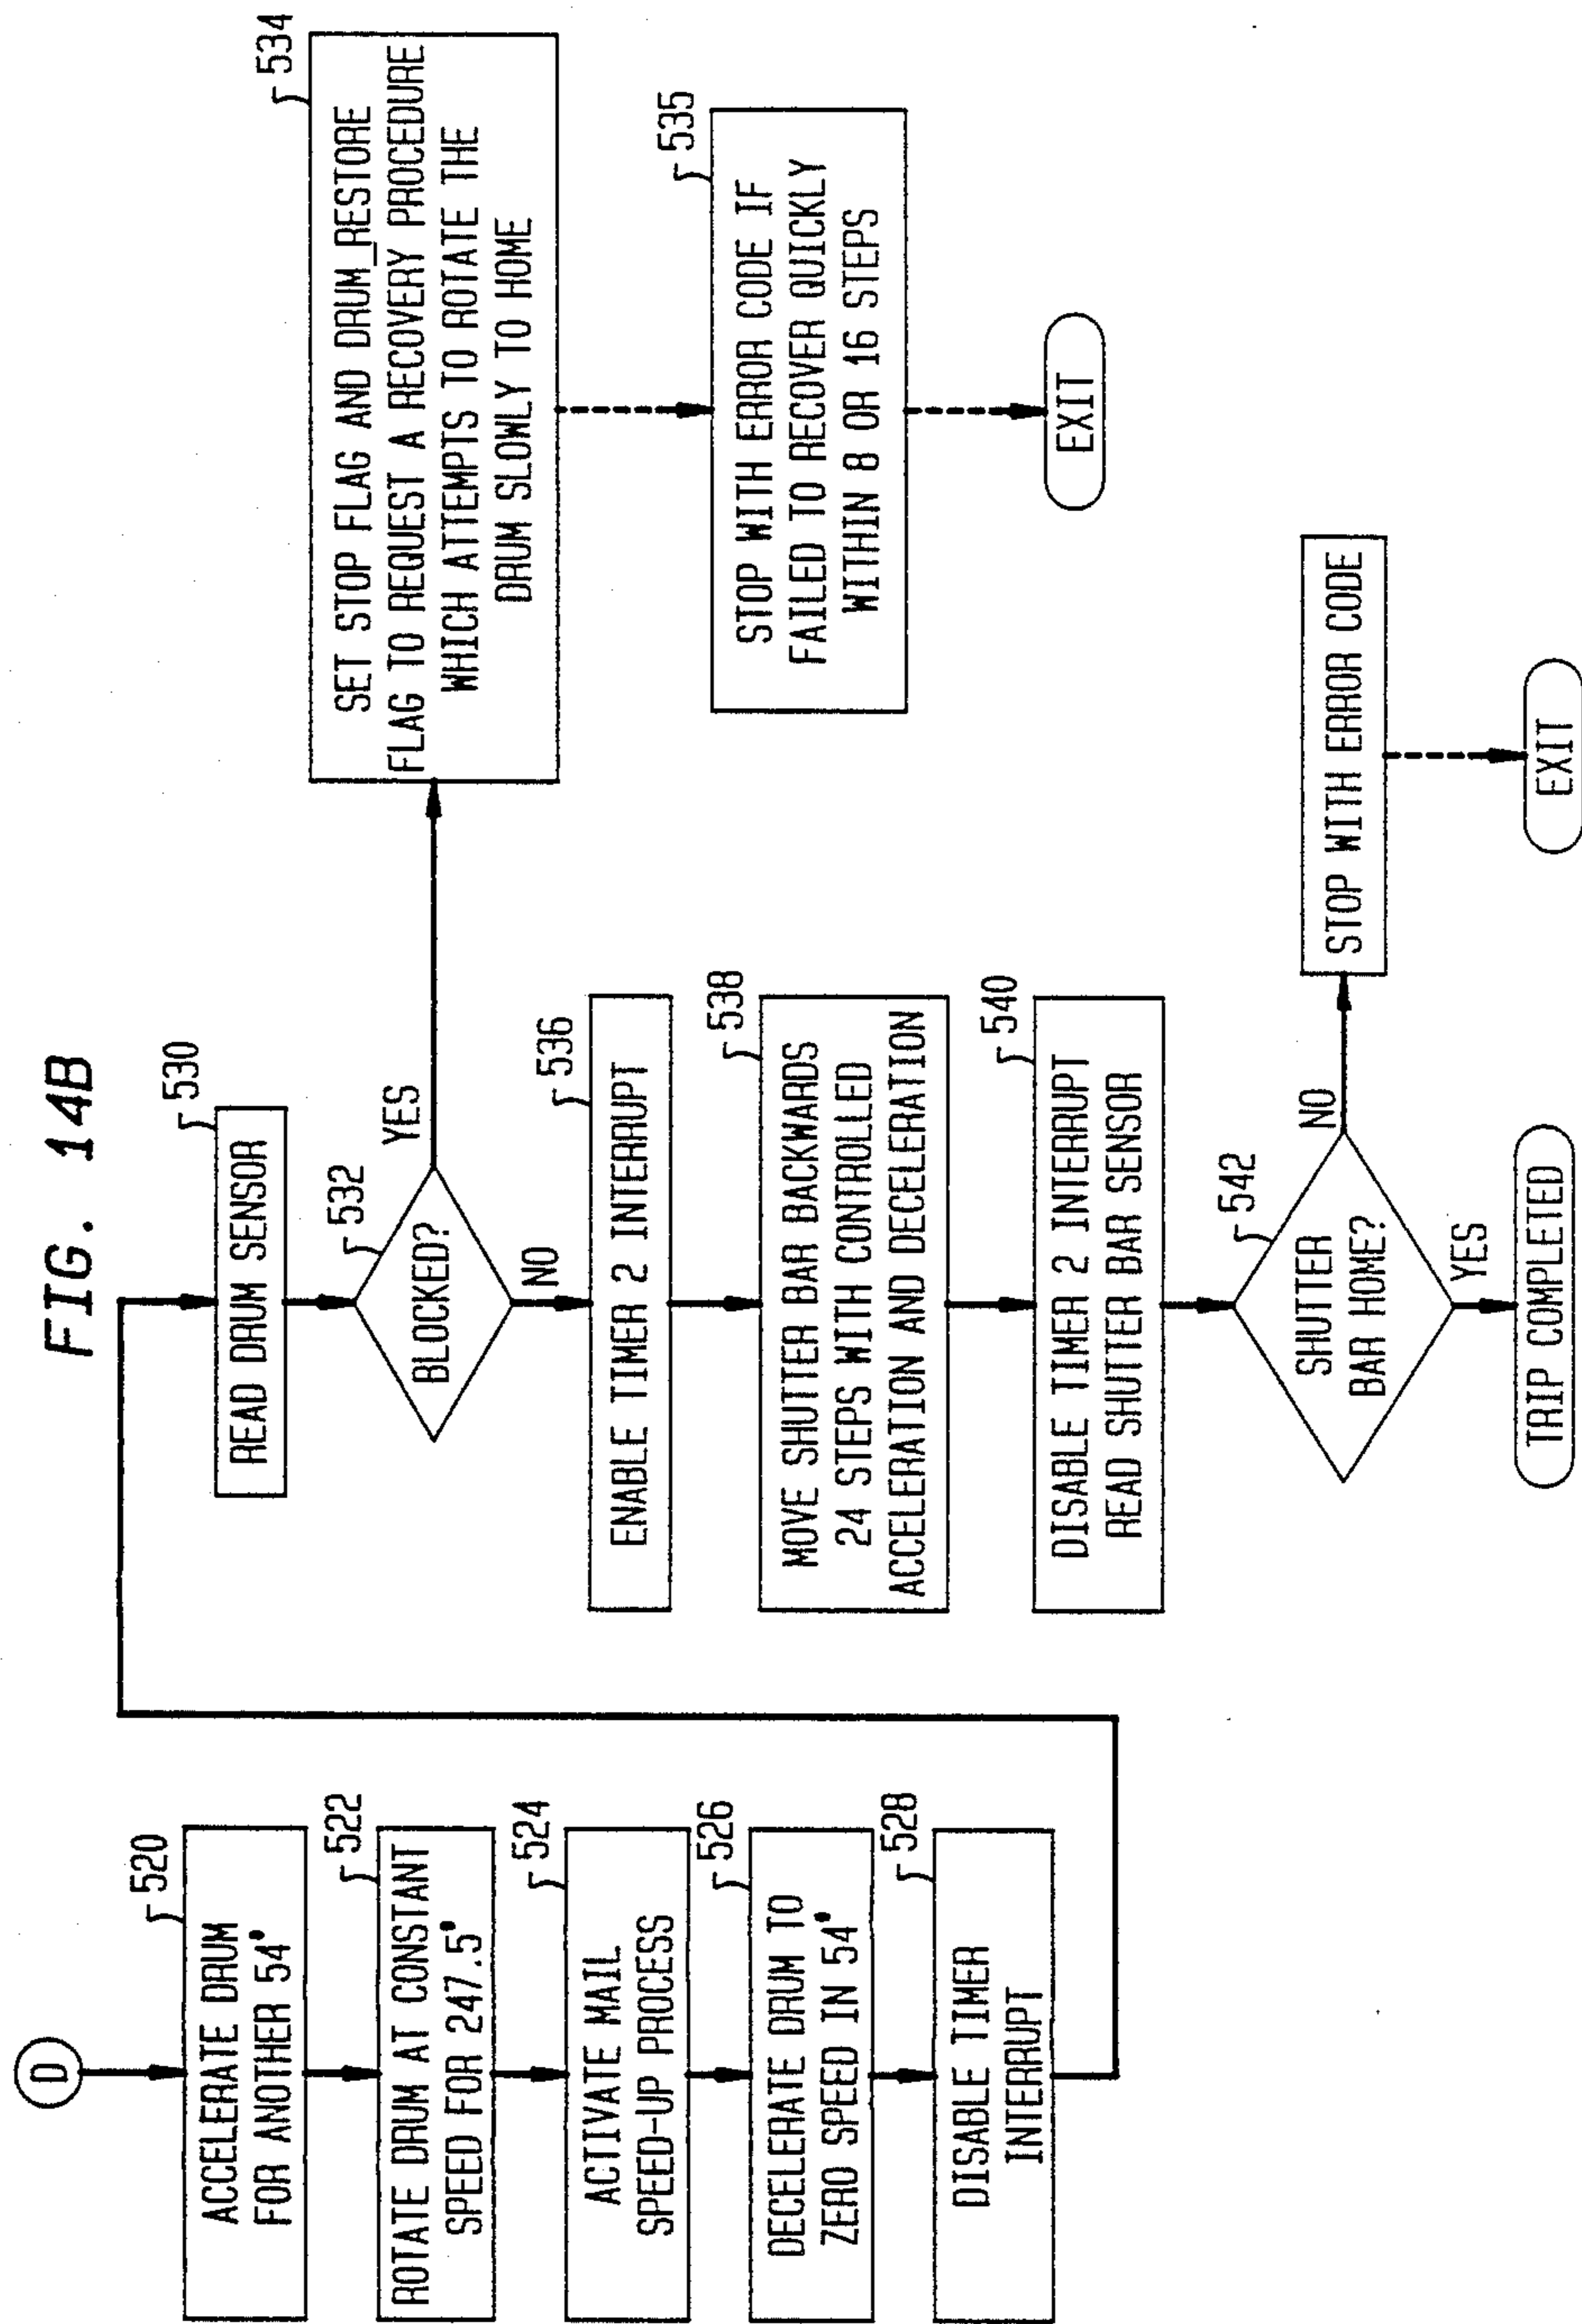 FIG. 14B
D
520
ACCELERATE DRUM
FOR ANOTHER 54°
522
ROTATE DRUM AT CONSTANT
SPEED FOR 247.5°
524
ACTIVATE MAIL
SPEED-UP PROCESS
526
DECELERATE DRUM TO
ZERO SPEED IN 54°
528
DISABLE TIMER
INTERRUPT
530
READ DRUM SENSOR
532
BLOCKED?
YES
NO
534
SET STOP FLAG AND DRUM_RESTORE
FLAG TO REQUEST A RECOVERY PROCEDURE
WHICH ATTEMPTS TO ROTATE THE
DRUM SLOWLY TO HOME
535
STOP WITH ERROR CODE IF
FAILED TO RECOVER QUICKLY
WITHIN 8 OR 16 STEPS
EXIT
536
ENABLE TIMER 2 INTERRUPT
538
MOVE SHUTTER BAR BACKWARDS
24 STEPS WITH CONTROLLED
ACCELERATION AND DECELERATION
540
DISABLE TIMER 2 INTERRUPT
READ SHUTTER BAR SENSOR
542
SHUTTER
BAR HOME?
NO
YES
STOP WITH ERROR CODE
EXIT
TRIP COMPLETED